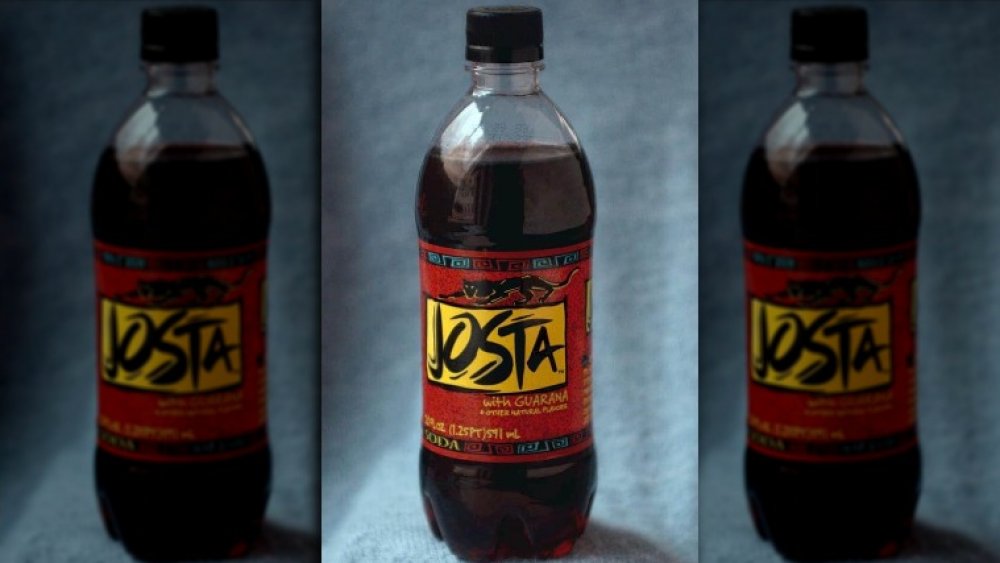 JOSTA
with GUARANA
& OTHER NATURAL FLAVORS
20 FL OZ (1.25PT) 591 mL
SODA